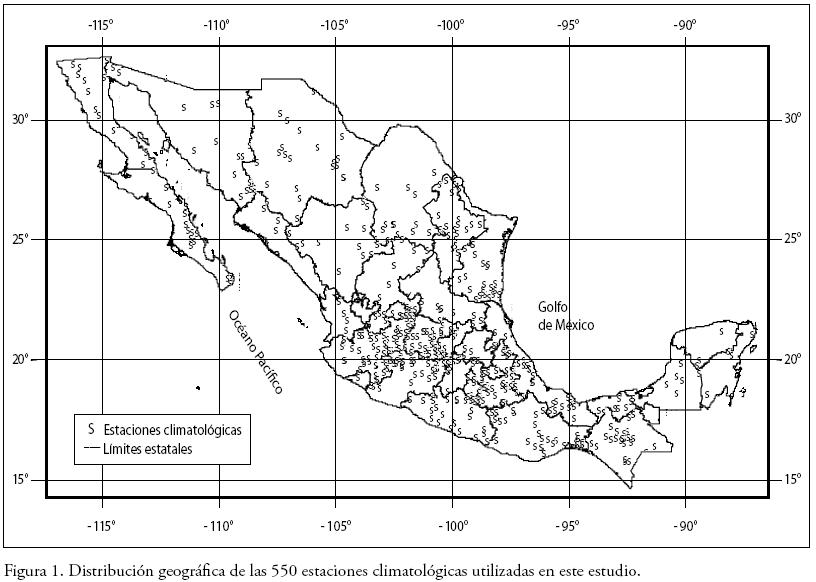 -115° -110° -105° -100° -95° -90°
30° 30°
25° 25°
Golfo
de México
Océano Pacífico
20° 20°
S Estaciones climatológicas
Límites estatales
15° 15°
-115° -110° -105° -100° -95° -90°
Figura 1. Distribución geográfica de las 550 estaciones climatológicas utilizadas en este estudio.